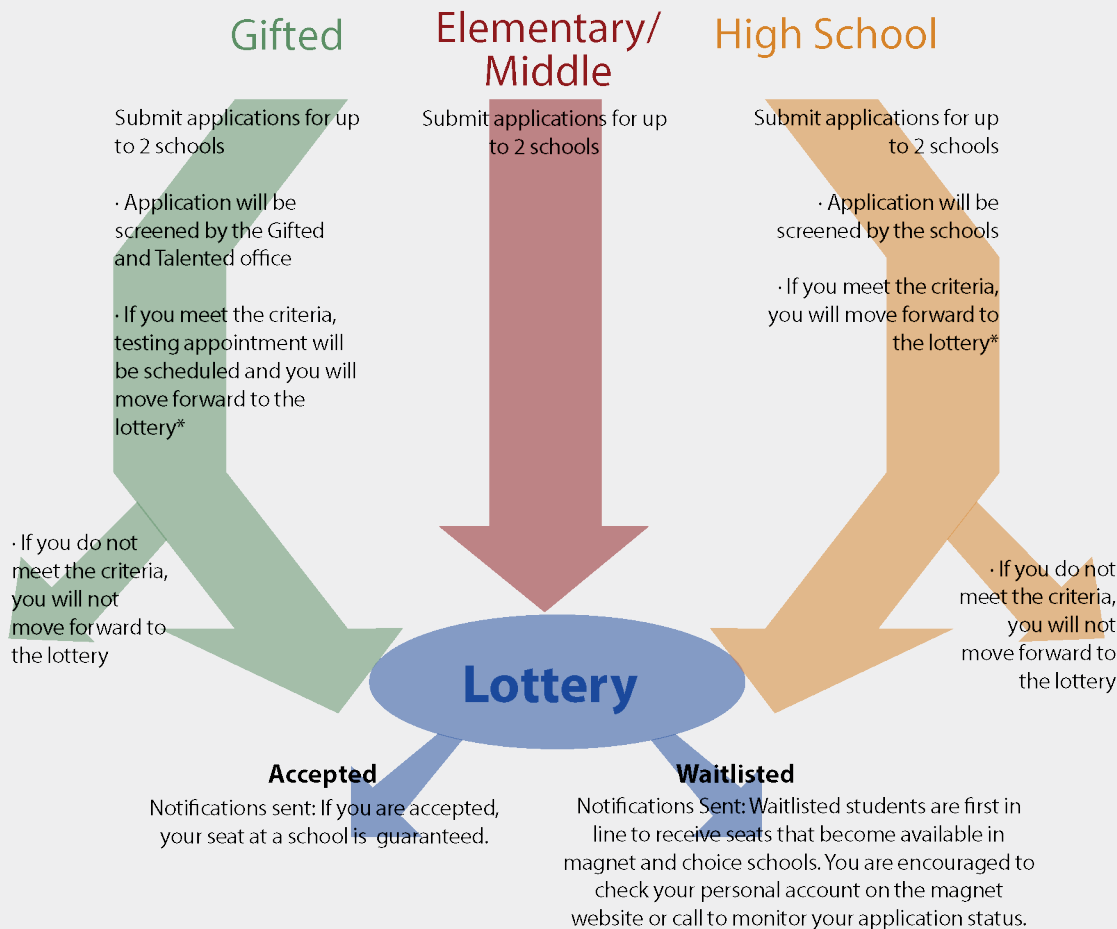 Gifted
Elementary/
Middle
High School
Submit applications for up
to 2 schools
· Application will be
screened by the Gifted
and Talented office
· If you meet the criteria,
testing appointment will
be scheduled and you will
move forward to the
lottery*
· If you do not
meet the criteria,
you will not
move forward to
the lottery
Submit applications for up
to 2 schools
Submit applications for up
to 2 schools
· Application will be
screened by the schools
· If you meet the criteria,
you will move forward to
the lottery*
· If you do not
meet the criteria,
you will not
move forward to
the lottery
Lottery
Accepted
Notifications sent: If you are accepted,
your seat at a school is guaranteed.
Waitlisted
Notifications Sent: Waitlisted students are first in
line to receive seats that become available in
magnet and choice schools. You are encouraged to
check your personal account on the magnet
website or call to monitor your application status.